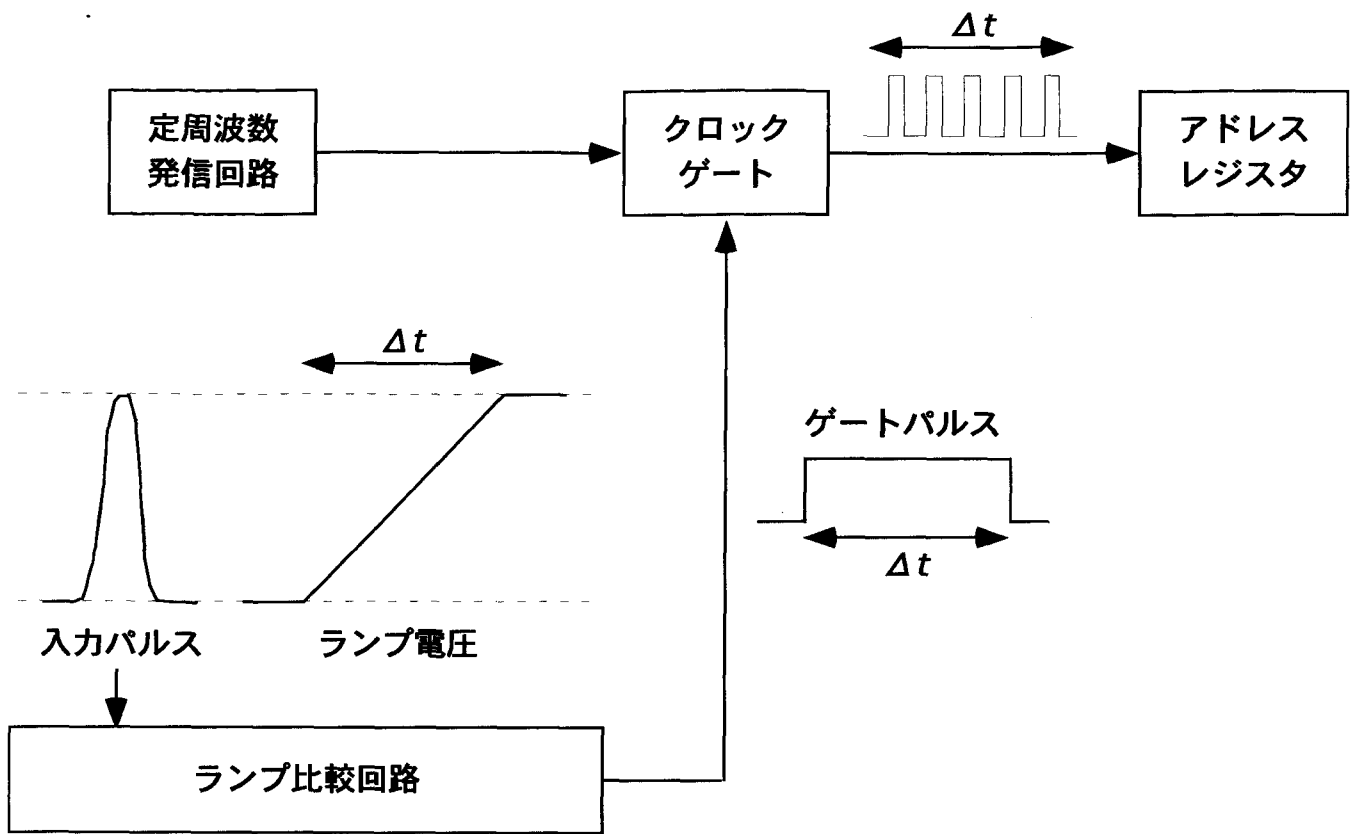 Δt
定周波数
発信回路
クロック
ゲート
アドレス
レジスタ
Δt
ゲートパルス
Δt
入力パルス
ランプ電圧
ランプ比較回路